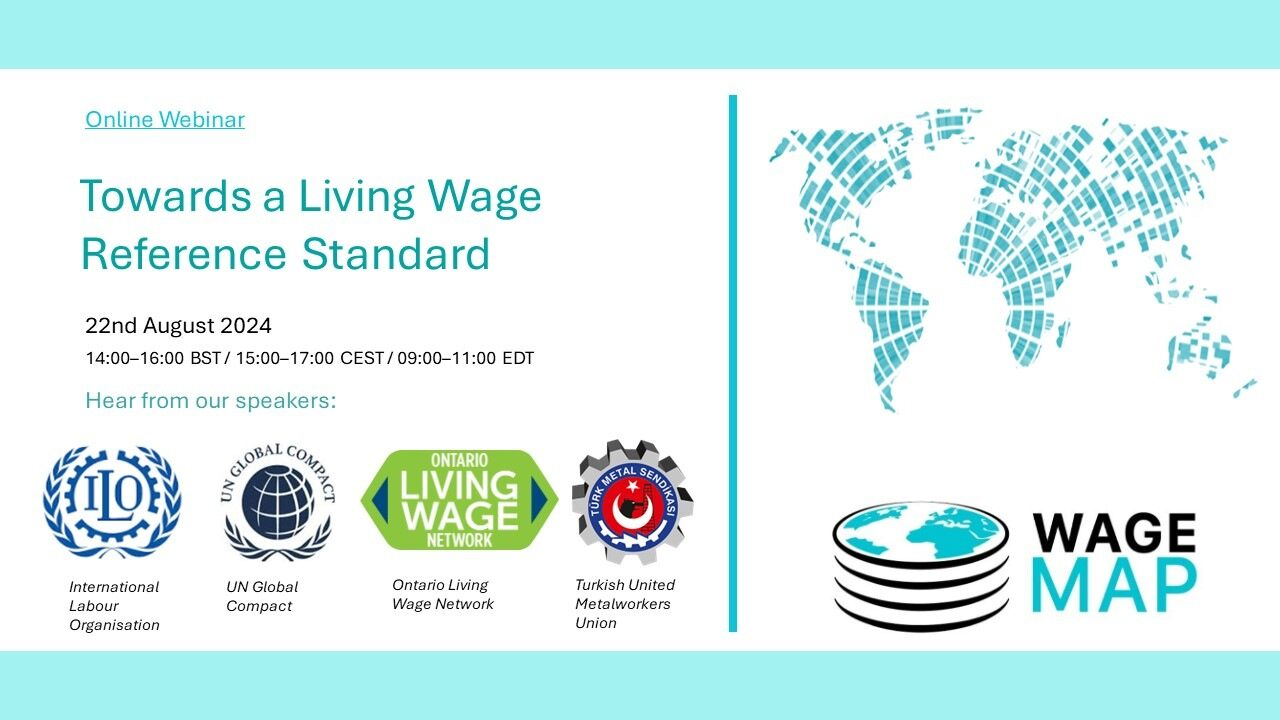 Online Webinar
Towards a Living Wage
Reference Standard
22nd August 2024
14:00–16:00 BST / 15:00–17:00 CEST / 09:00–11:00 EDT
Hear from our speakers:
ILO
UN GLOBAL COMPACT
ONTARIO
LIVING
WAGE
NETWORK
TÜRK METAL SENDİKASI
International
Labour
Organisation
UN Global
Compact
Ontario Living
Wage Network
Turkish United
Metalworkers
Union
WAGE
MAP